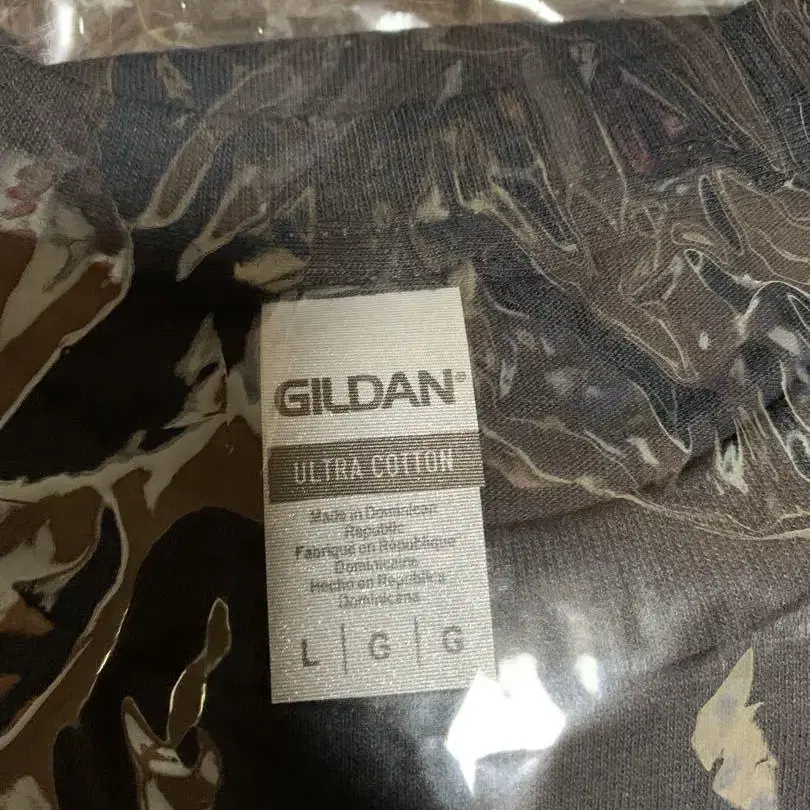 GILDAN®
ULTRA COTTON
Made in Dominican
Republic
Fabriqué en République
Dominicaine
Hecho en República
Dominicana
L | G | G